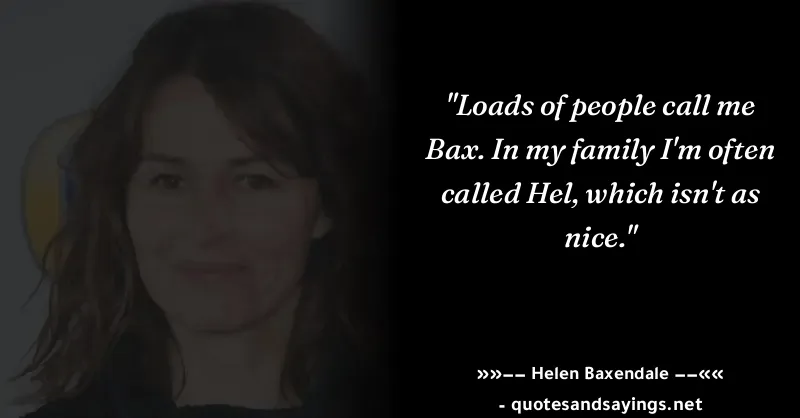 "Loads of people call me
Bax. In my family I'm often
called Hel, which isn't as
nice."
»»–– Helen Baxendale ––««
- quotesandsayings.net